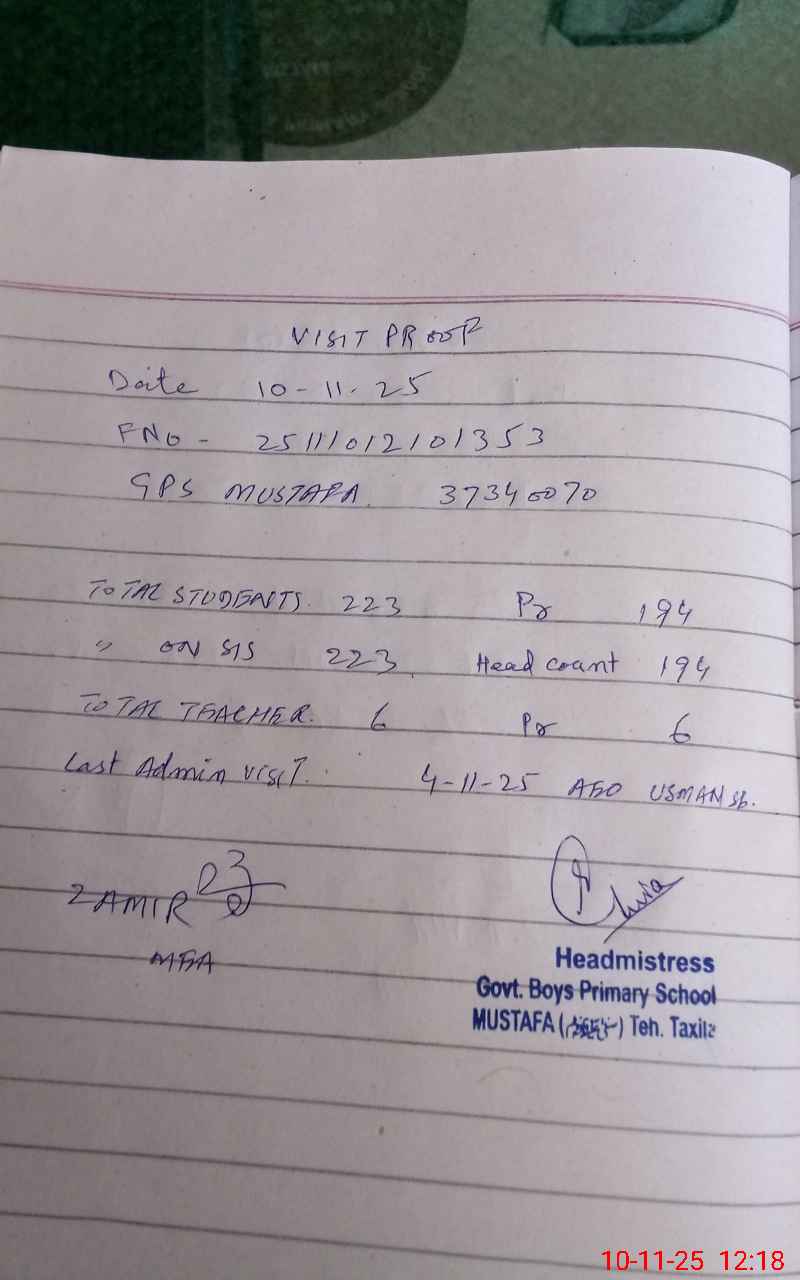 VISIT PROOF
Date 10-11-25
FNO - 25111012101353
GPS MUSTAFA. 37340070
TOTAL STUDENTS. 223 Pr 194
" ON SIS 223. Head count 194
TOTAL TEACHER. 6 Pr 6
Last Admin visit. 4-11-25 AEO USMAN sb.
ZAMIR
MEA
Headmistress
Govt. Boys Primary School
MUSTAFA ( ) Teh. Taxila
10-11-25 12:18